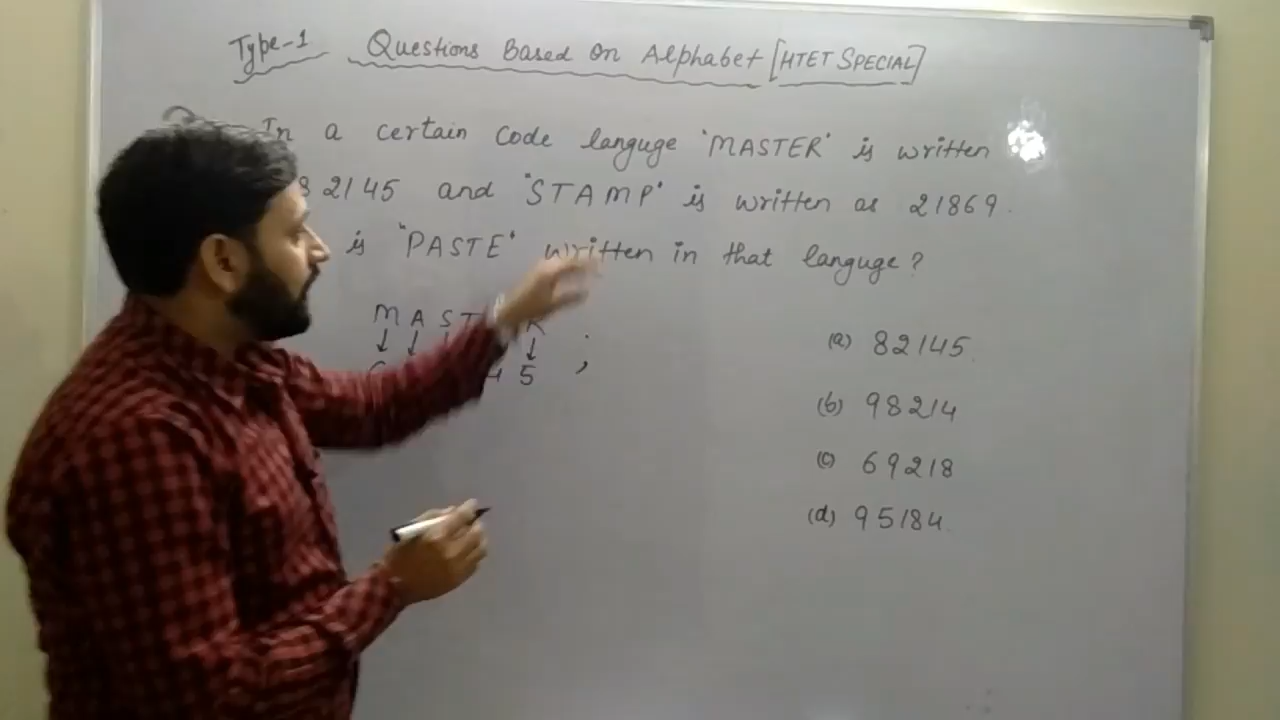 Type-1 Questions Based On Alphabet [HTET SPECIAL]
In a certain Code languge 'MASTER' is written
82145 and 'STAMP' is written as 21869.
is "PASTE" written in that languge?
M A S T R
5 ;
(a) 82145
(b) 98214
(c) 69218
(d) 95184